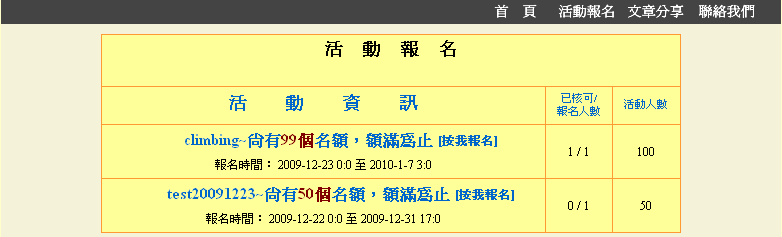 首 頁 活動報名 文章分享 聯絡我們
活 動 報 名
活 動 資 訊
已核可/
報名人數
活動人數
climbing~尚有99個名額，額滿為止 [按我報名]
報名時間： 2009-12-23 0:0 至 2010-1-7 3:0
1 / 1
100
test20091223~尚有50個名額，額滿為止 [按我報名]
報名時間： 2009-12-22 0:0 至 2009-12-31 17:0
0 / 1
50